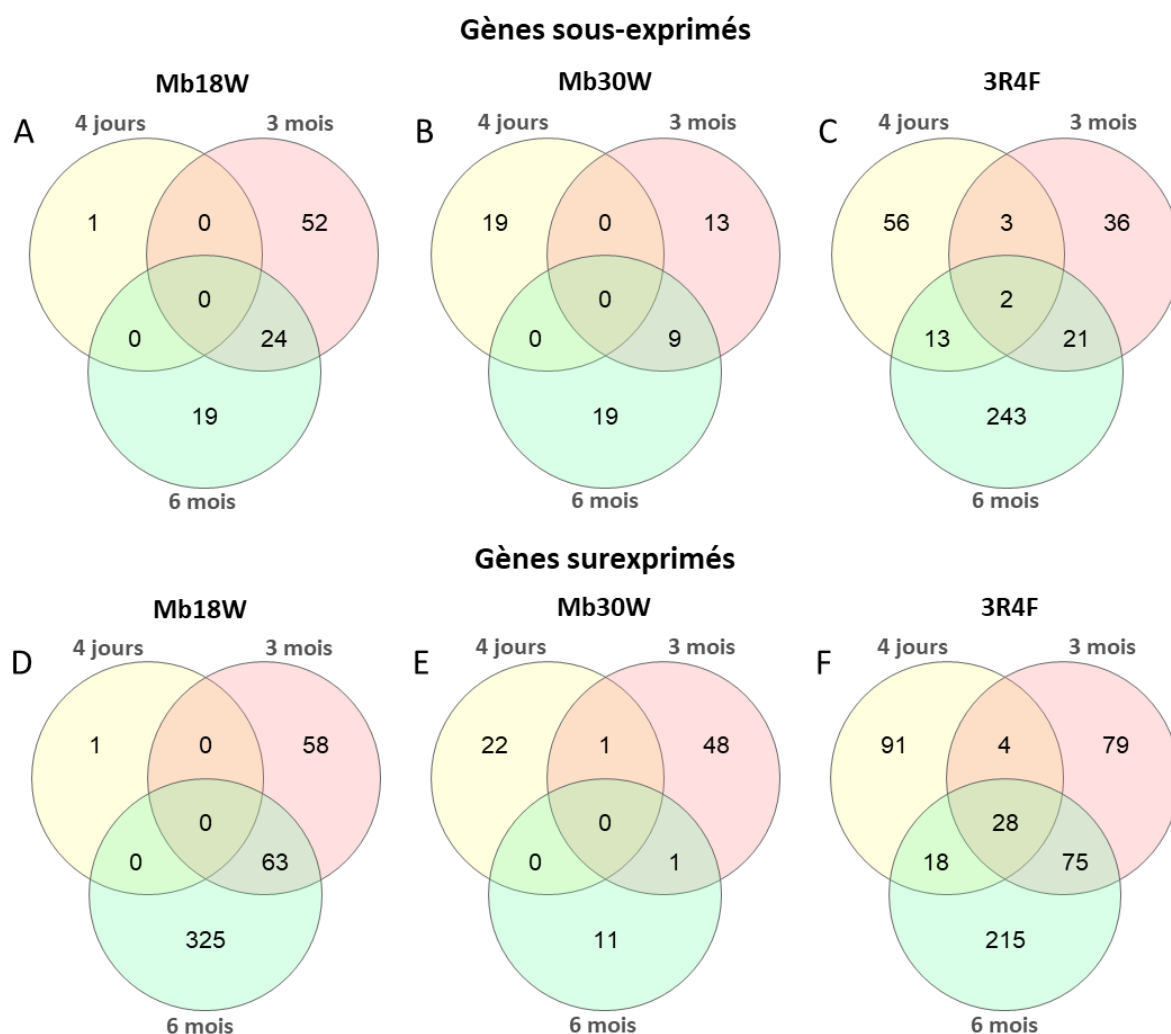 Gènes sous-exprimés
Mb18W Mb30W 3R4F
A 4 jours 3 mois B 4 jours 3 mois C 4 jours 3 mois
1 0 52 19 0 13 56 3 36
0 0 2
0 24 0 9 13 21
19 19 243
6 mois 6 mois 6 mois
Gènes surexprimés
Mb18W Mb30W 3R4F
D 4 jours 3 mois E 4 jours 3 mois F 4 jours 3 mois
1 0 58 22 1 48 91 4 79
0 0 28
0 63 0 1 18 75
325 11 215
6 mois 6 mois 6 mois